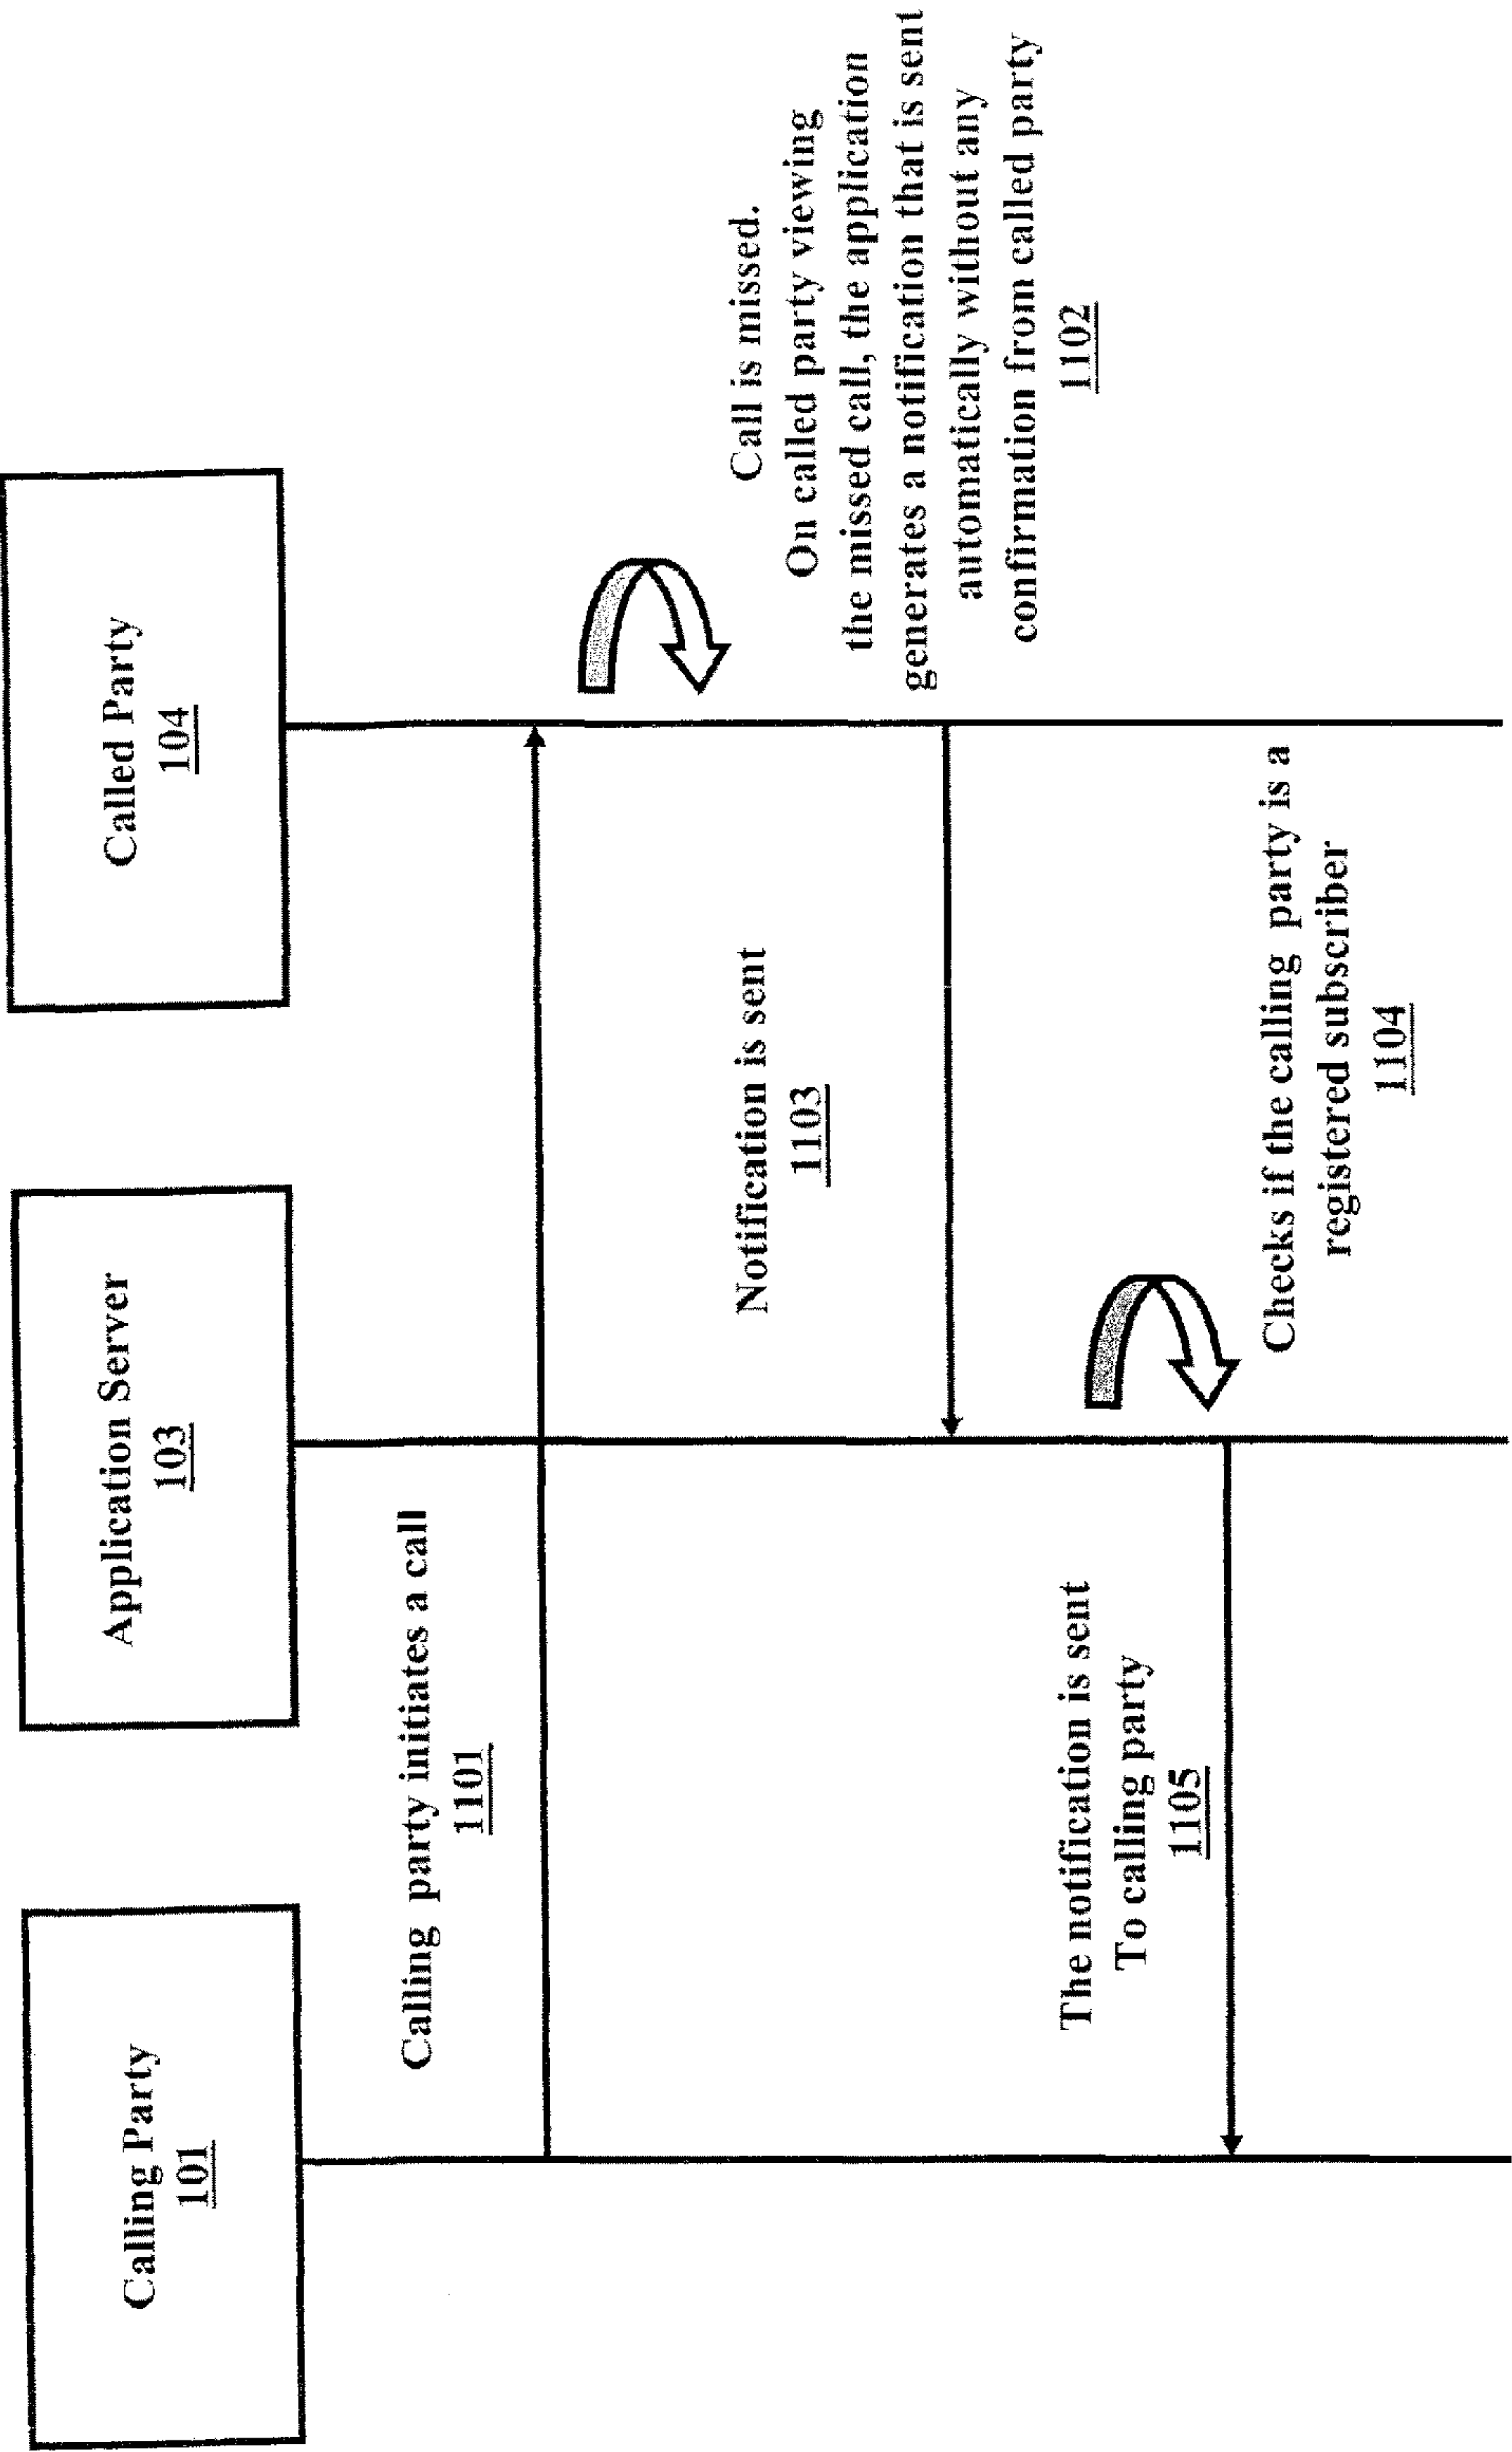 Calling Party
101
Application Server
103
Called Party
104
Calling party initiates a call
1101
Call is missed.
On called party viewing
the missed call, the application
generates a notification that is sent
automatically without any
confirmation from called party
1102
Notification is sent
1103
Checks if the calling party is a
registered subscriber
1104
The notification is sent
To calling party
1105